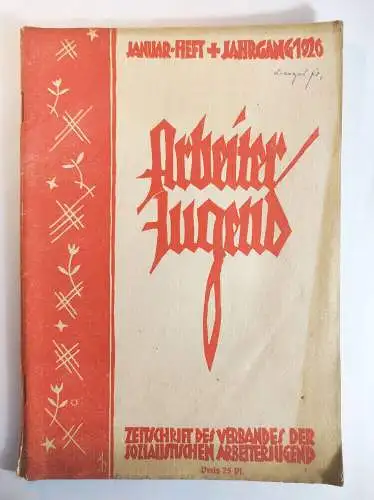 JANUAR-HEFT + JAHRGANG 1926
Arbeiter
Jugend
ZEITSCHRIFT DES VERBANDES DER
SOZIALISTISCHEN ARBEITERJUGEND
Preis 25 Pf.